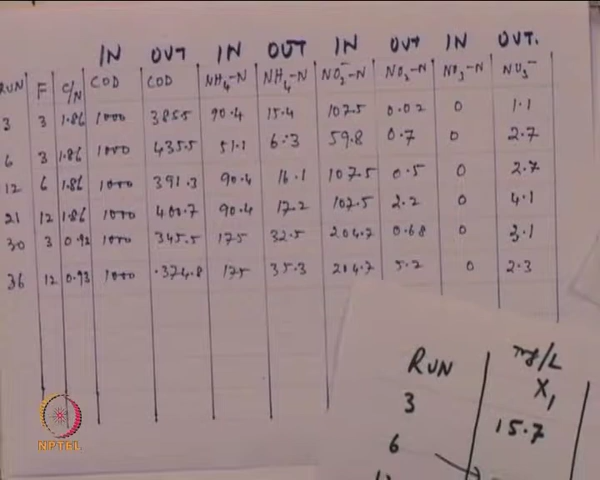 IN OUT IN OUT IN OUT IN OUT.
RUN F C/N COD COD NH4-N NH4-N NO2⁻-N NO2-N NO3-N NO3⁻
3 3 1.86 1000 385.5 90.4 15.4 107.5 0.02 0 1.1
6 3 1.86 1000 435.5 51.1 6.3 59.8 0.7 0 2.7
12 6 1.86 1000 391.3 90.4 16.1 107.5 0.5 0 2.7
21 12 1.86 1000 400.7 90.4 17.2 107.5 2.2 0 4.1
30 3 0.92 1000 345.5 175 32.5 204.7 0.68 0 3.1
36 12 0.93 1000 374.8 175 35.3 204.7 5.2 0 2.3
RUN mg/L
X1
3 15.7
6
NPTEL